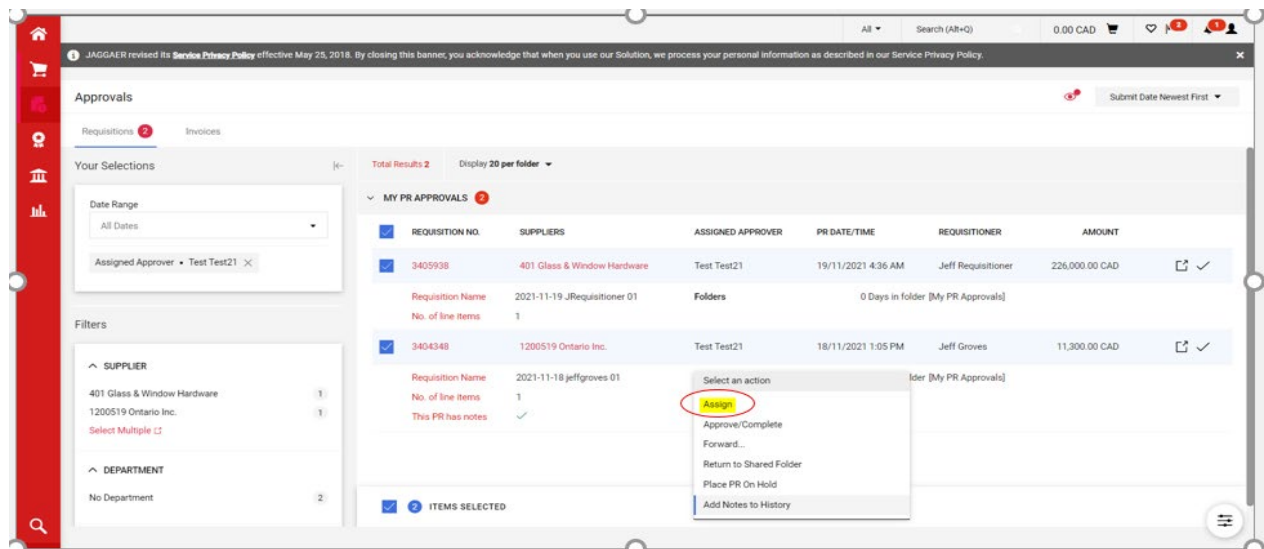 All
Search (Alt+Q)
0.00 CAD
3
1
JAGGAER revised its Service Privacy Policy effective May 25, 2018. By closing this banner, you acknowledge that when you use our Solution, we process your personal information as described in our Service Privacy Policy.
Approvals
Submit Date Newest First
Requisitions 2 Invoices
Your Selections
Total Results 2 Display 20 per folder
Date Range
All Dates
Assigned Approver • Test Test21
MY PR APPROVALS 2
REQUISITION NO. SUPPLIERS ASSIGNED APPROVER PR DATE/TIME REQUISITIONER AMOUNT
3405938 401 Glass & Window Hardware Test Test21 19/11/2021 4:36 AM Jeff Requisitioner 226,000.00 CAD
Requisition Name 2021-11-19 JRequisitioner 01 Folders 0 Days in folder [My PR Approvals]
No. of line items 1
3404348 1200519 Ontario Inc. Test Test21 18/11/2021 1:05 PM Jeff Groves 11,300.00 CAD
Requisition Name 2021-11-18 jeffgroves 01 lder [My PR Approvals]
No. of line items 1
This PR has notes
Filters
SUPPLIER
401 Glass & Window Hardware 1
1200519 Ontario Inc. 1
Select Multiple
DEPARTMENT
No Department 2
Select an action
Assign
Approve/Complete
Forward...
Return to Shared Folder
Place PR On Hold
Add Notes to History
2 ITEMS SELECTED